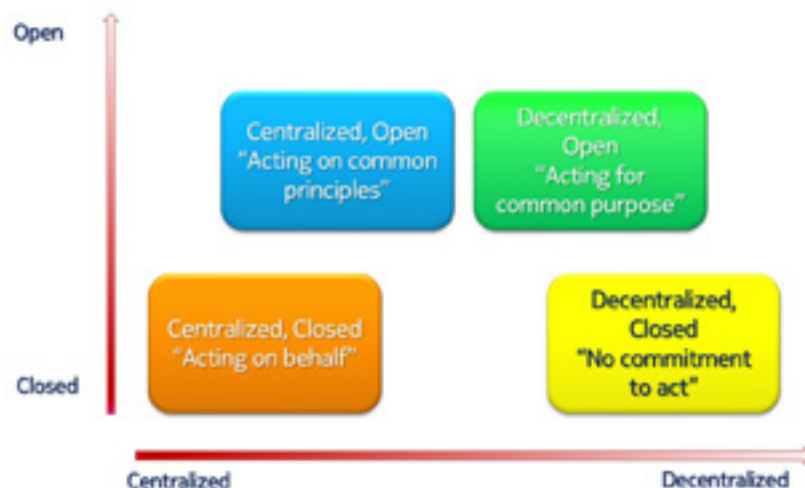 Open
Centralized, Open
"Acting on common
principles"
Decentralized,
Open
"Acting for
common purpose"
Centralized, Closed
"Acting on behalf"
Decentralized,
Closed
"No commitment
to act"
Closed
Centralized
Decentralized